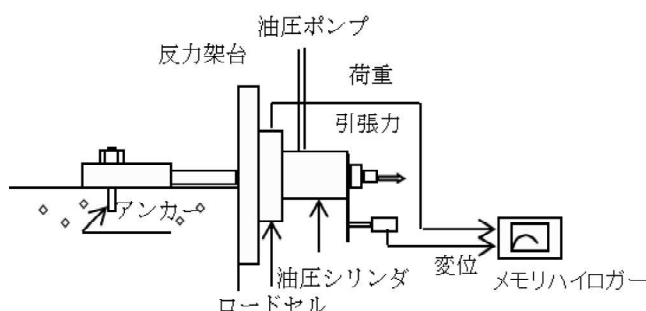 油圧ポンプ
反力架台
荷重
引張力
アンカー
変位
油圧シリンダ
メモリハイロガー
ロードセル